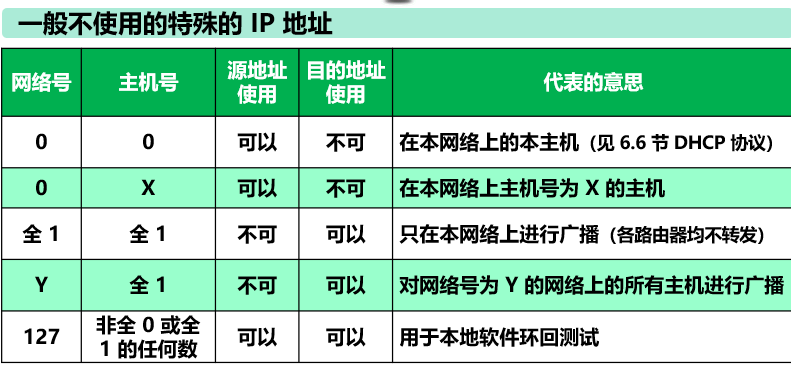 一般不使用的特殊的 IP 地址
网络号 主机号 源地址使用 目的地址使用 代表的意思
0 0 可以 不可 在本网络上的本主机（见 6.6 节 DHCP 协议）
0 X 可以 不可 在本网络上主机号为 X 的主机
全 1 全 1 不可 可以 只在本网络上进行广播（各路由器均不转发）
Y 全 1 不可 可以 对网络号为 Y 的网络上的所有主机进行广播
127 非全 0 或全 1 的任何数 可以 可以 用于本地软件环回测试